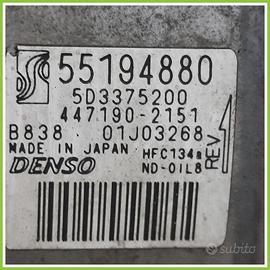 55194880
5D3375200
447190-2151
B838 01J03268
MADE IN JAPAN HFC134a
DENSO ND-OIL8
REV
subito